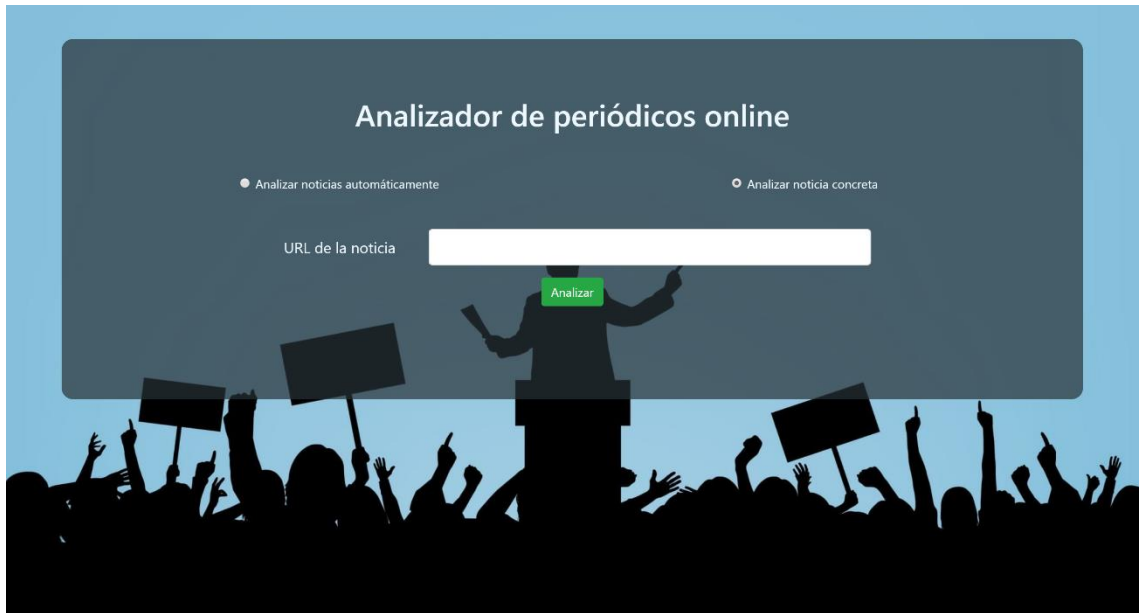 Analizador de periódicos online
Analizar noticias automáticamente
Analizar noticia concreta
URL de la noticia
Analizar